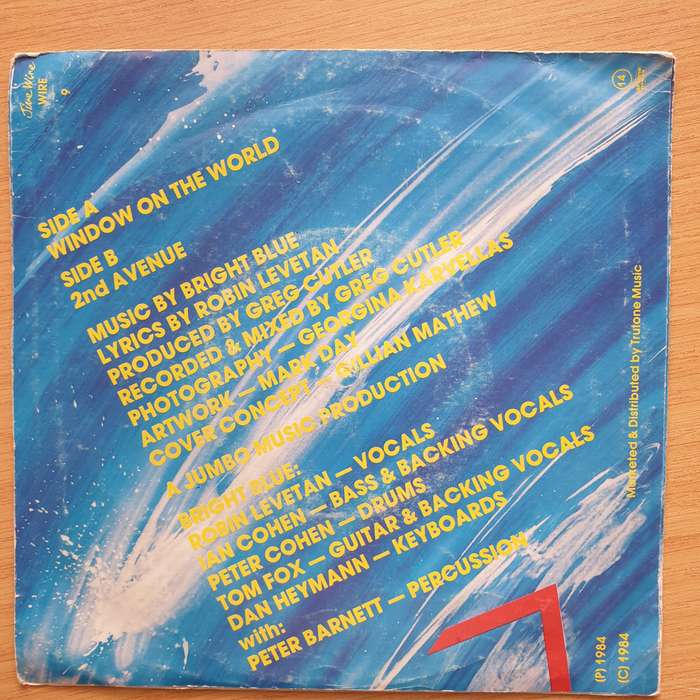 Jive Wire
WIRE
9
14
SIDE A
WINDOW ON THE WORLD
SIDE B
2nd AVENUE
MUSIC BY BRIGHT BLUE
LYRICS BY ROBIN LEVETAN
PRODUCED BY GREG CUTLER
RECORDED & MIXED BY GREG CUTLER
PHOTOGRAPHY — GEORGINA KARVELLAS
ARTWORK — MARK DAY
COVER CONCEPT — GILLIAN MATHEW
A JUMBO MUSIC PRODUCTION
BRIGHT BLUE:
ROBIN LEVETAN — VOCALS
IAN COHEN — BASS & BACKING VOCALS
PETER COHEN — DRUMS
TOM FOX — GUITAR & BACKING VOCALS
DAN HEYMANN — KEYBOARDS
with:
PETER BARNETT — PERCUSSION
Marketed & Distributed by Trutone Music
(P) 1984
(C) 1984